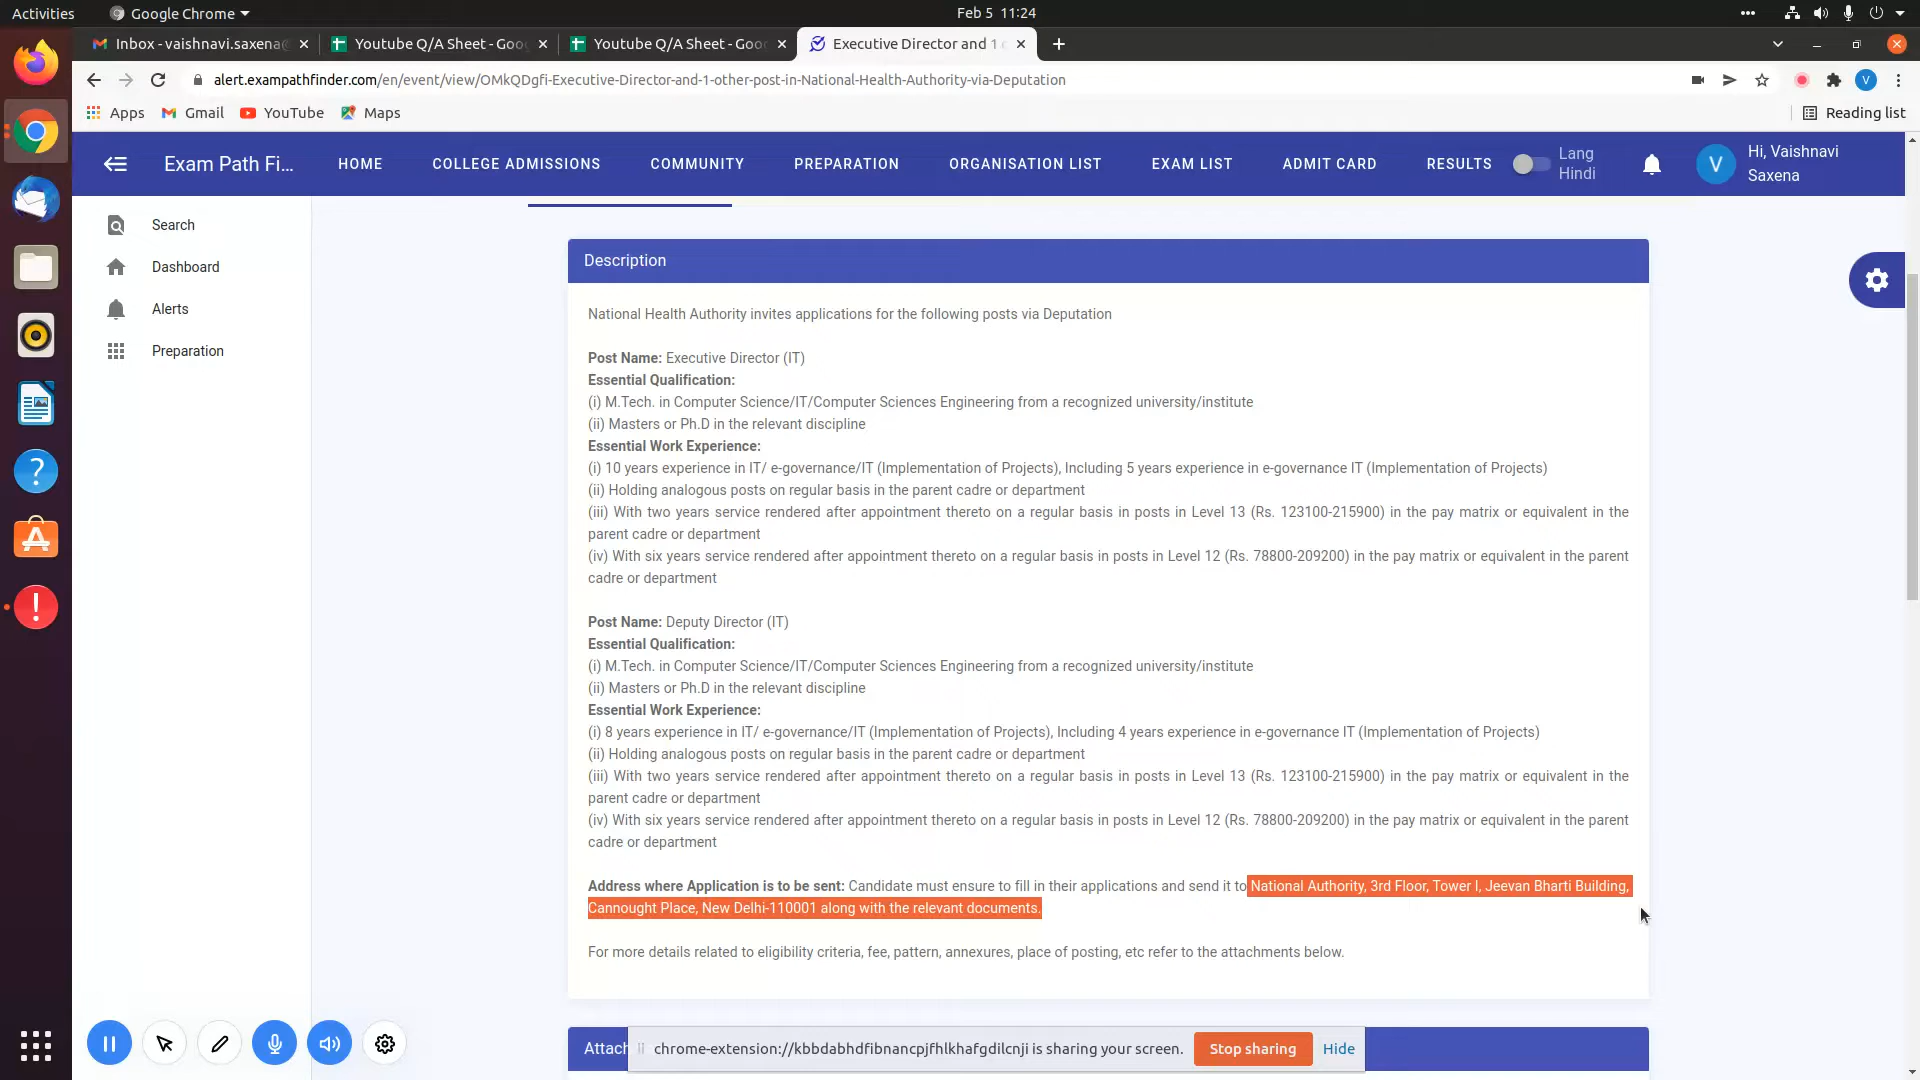 Activities
Google Chrome
Feb 5 11:24
Inbox - vaishnavi.saxena@
Youtube Q/A Sheet - Goo
Youtube Q/A Sheet - Goo
Executive Director and 1
alert.exampathfinder.com/en/event/view/OMkQDgfi-Executive-Director-and-1-other-post-in-National-Health-Authority-via-Deputation
V
Apps
Gmail
YouTube
Maps
Reading list
Exam Path Fi...
HOME
COLLEGE ADMISSIONS
COMMUNITY
PREPARATION
ORGANISATION LIST
EXAM LIST
ADMIT CARD
RESULTS
Lang
Hindi
V
Hi, Vaishnavi
Saxena
Search
Dashboard
Alerts
Preparation
Description
National Health Authority invites applications for the following posts via Deputation
Post Name: Executive Director (IT)
Essential Qualification:
(i) M.Tech. in Computer Science/IT/Computer Sciences Engineering from a recognized university/institute
(ii) Masters or Ph.D in the relevant discipline
Essential Work Experience:
(i) 10 years experience in IT/ e-governance/IT (Implementation of Projects), Including 5 years experience in e-governance IT (Implementation of Projects)
(ii) Holding analogous posts on regular basis in the parent cadre or department
(iii) With two years service rendered after appointment thereto on a regular basis in posts in Level 13 (Rs. 123100-215900) in the pay matrix or equivalent in the
parent cadre or department
(iv) With six years service rendered after appointment thereto on a regular basis in posts in Level 12 (Rs. 78800-209200) in the pay matrix or equivalent in the parent
cadre or department
Post Name: Deputy Director (IT)
Essential Qualification:
(i) M.Tech. in Computer Science/IT/Computer Sciences Engineering from a recognized university/institute
(ii) Masters or Ph.D in the relevant discipline
Essential Work Experience:
(i) 8 years experience in IT/ e-governance/IT (Implementation of Projects), Including 4 years experience in e-governance IT (Implementation of Projects)
(ii) Holding analogous posts on regular basis in the parent cadre or department
(iii) With two years service rendered after appointment thereto on a regular basis in posts in Level 13 (Rs. 123100-215900) in the pay matrix or equivalent in the
parent cadre or department
(iv) With six years service rendered after appointment thereto on a regular basis in posts in Level 12 (Rs. 78800-209200) in the pay matrix or equivalent in the parent
cadre or department
Address where Application is to be sent: Candidate must ensure to fill in their applications and send it to National Authority, 3rd Floor, Tower I, Jeevan Bharti Building,
Cannought Place, New Delhi-110001 along with the relevant documents.
For more details related to eligibility criteria, fee, pattern, annexures, place of posting, etc refer to the attachments below.
Attach
chrome-extension://kbbdabhdfibnancpjfhlkhafgdilcnji is sharing your screen.
Stop sharing
Hide